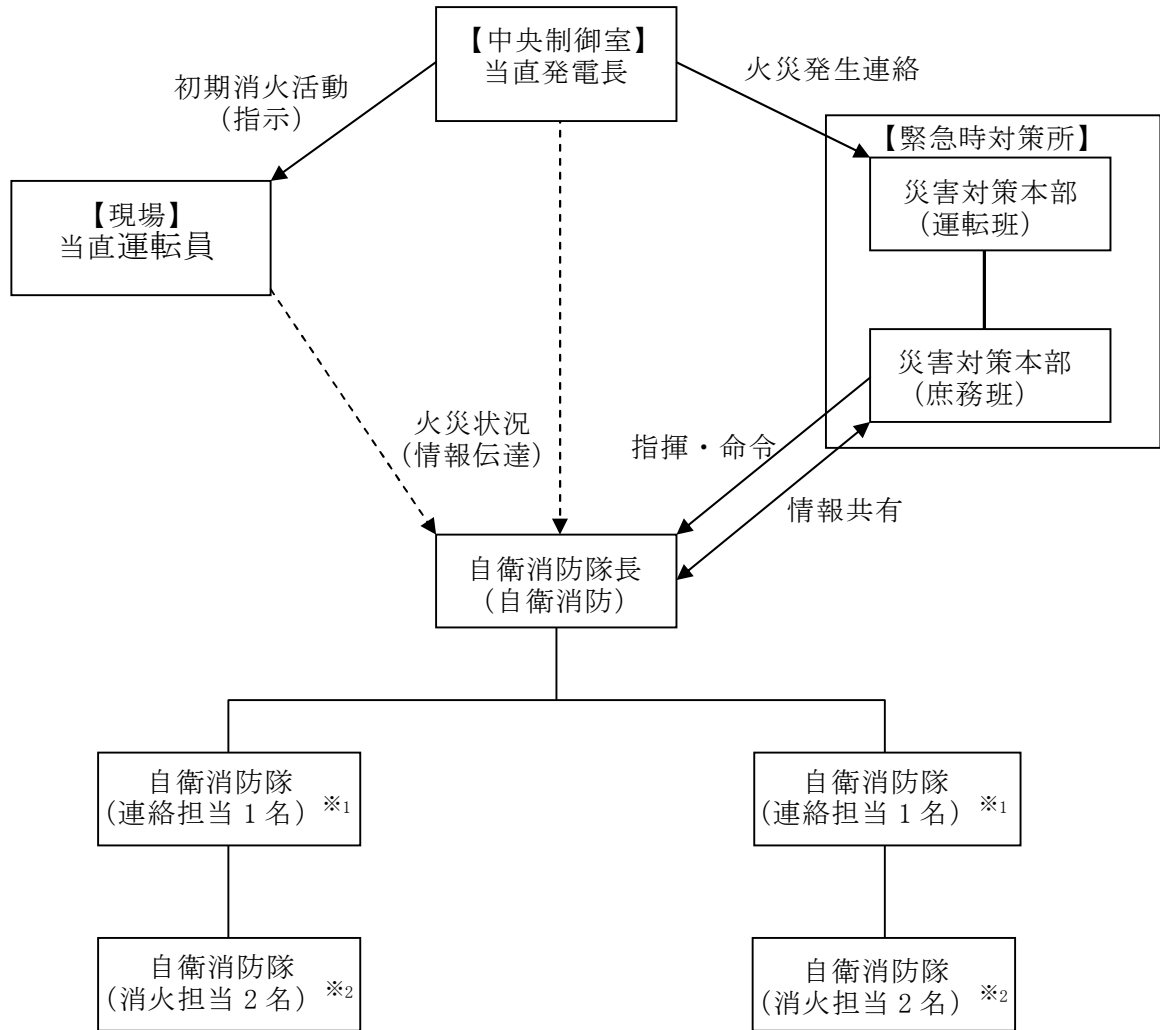 【中央制御室】
当直発電長
火災発生連絡
初期消火活動
(指示)
【緊急時対策所】
災害対策本部
(運転班)
【現場】
当直運転員
災害対策本部
(庶務班)
火災状況
(情報伝達)
指揮・命令
情報共有
自衛消防隊長
(自衛消防)
自衛消防隊
(連絡担当1名) ※1
自衛消防隊
(連絡担当1名) ※1
自衛消防隊
(消火担当2名) ※2
自衛消防隊
(消火担当2名) ※2